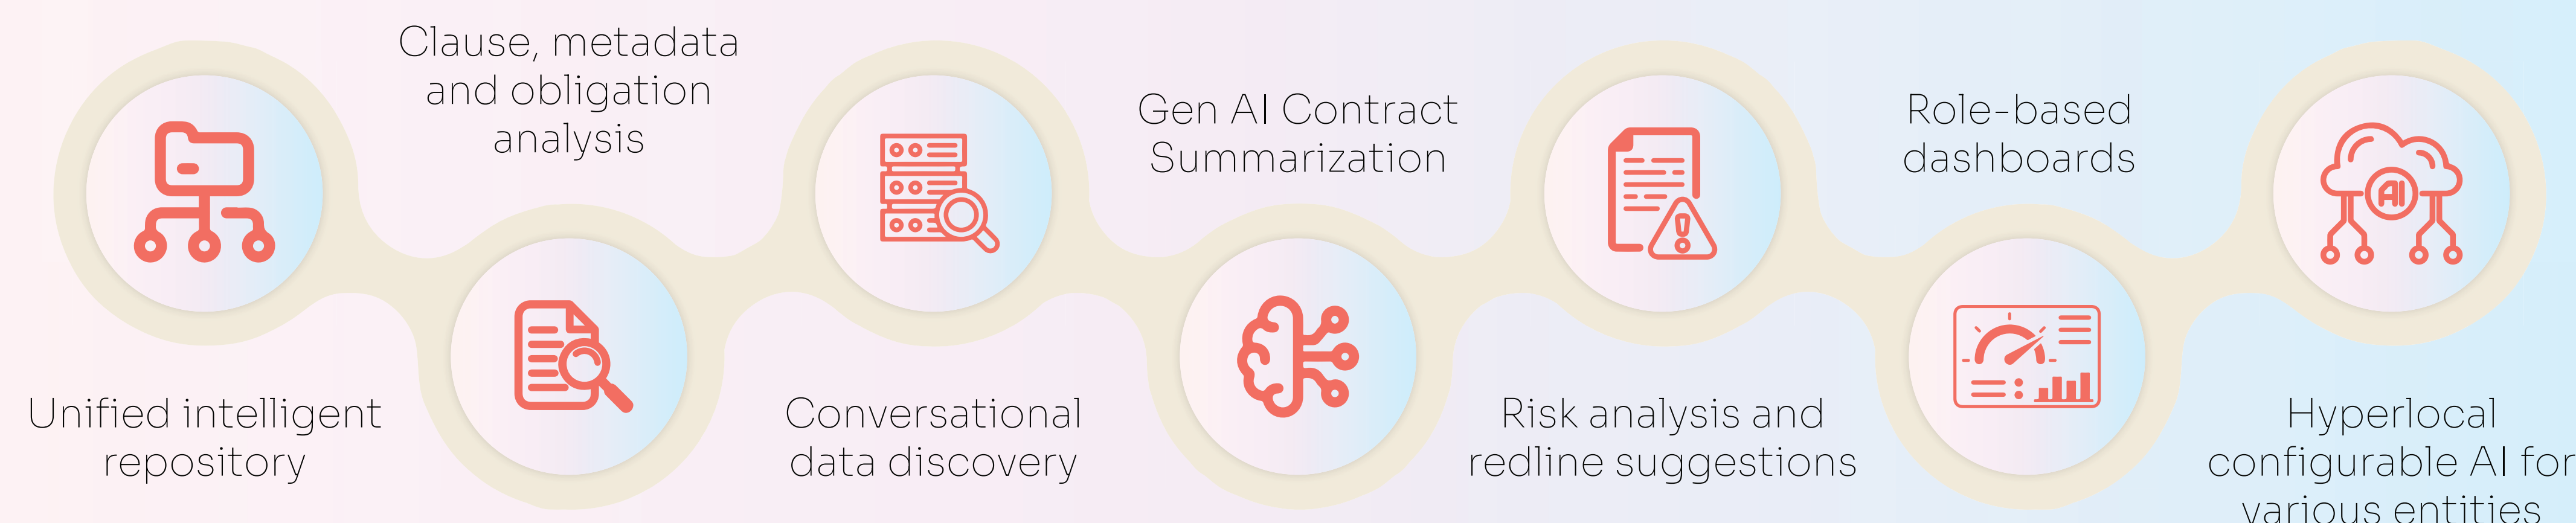 Unified intelligent
repository
Clause, metadata
and obligation
analysis
Conversational
data discovery
Gen AI Contract
Summarization
Risk analysis and
redline suggestions
Role-based
dashboards
AI
Hyperlocal
configurable AI for
various entities